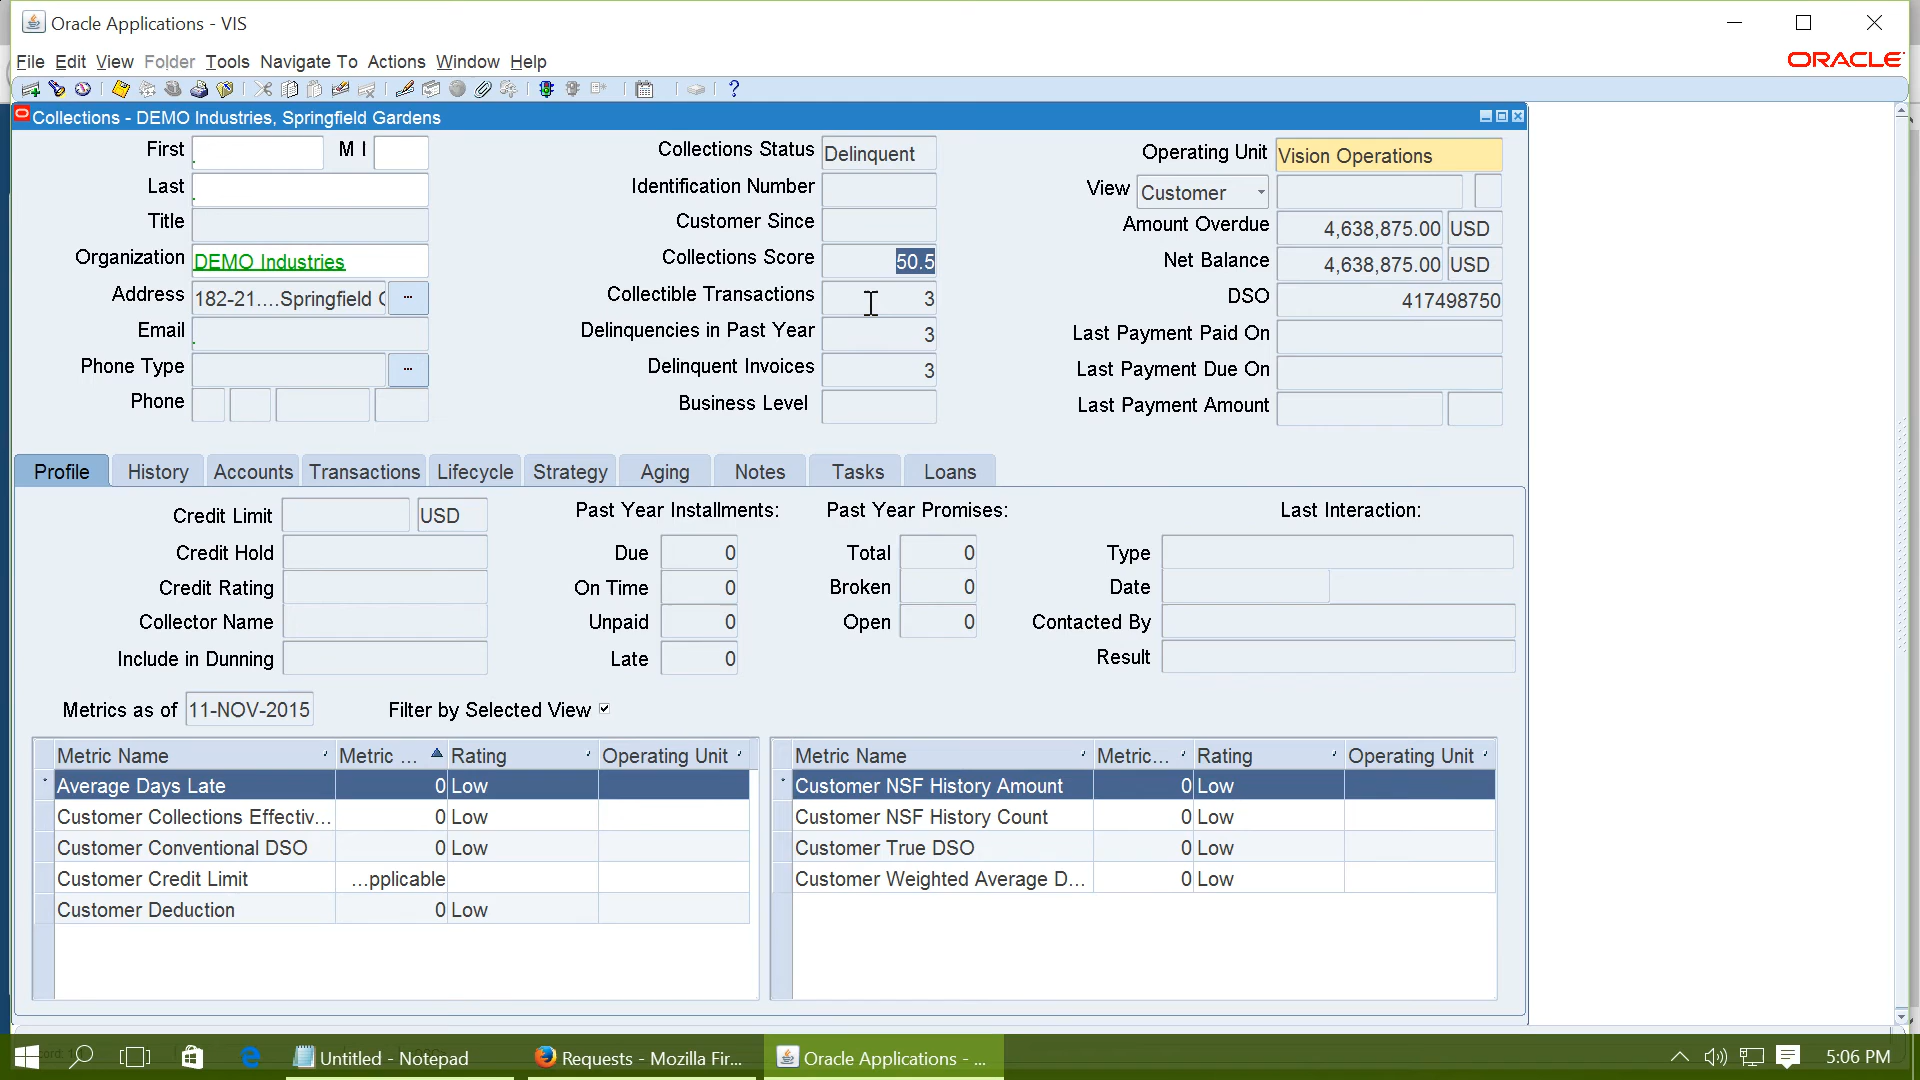 Oracle Applications - VIS
File Edit View Folder Tools Navigate To Actions Window Help
ORACLE
Collections - DEMO Industries, Springfield Gardens
First M I
Last
Title
Organization DEMO Industries
Address 182-21....Springfield G ...
Email
Phone Type ...
Phone
Collections Status Delinquent
Identification Number
Customer Since
Collections Score 50.5
Collectible Transactions 3
Delinquencies in Past Year 3
Delinquent Invoices 3
Business Level
Operating Unit Vision Operations
View Customer
Amount Overdue 4,638,875.00 USD
Net Balance 4,638,875.00 USD
DSO 417498750
Last Payment Paid On
Last Payment Due On
Last Payment Amount
Profile History Accounts Transactions Lifecycle Strategy Aging Notes Tasks Loans
Credit Limit USD
Credit Hold
Credit Rating
Collector Name
Include in Dunning
Past Year Installments:
Due 0
On Time 0
Unpaid 0
Late 0
Past Year Promises:
Total 0
Broken 0
Open 0
Last Interaction:
Type
Date
Contacted By
Result
Metrics as of 11-NOV-2015 Filter by Selected View
Metric Name Metric ... Rating Operating Unit
Average Days Late 0 Low
Customer Collections Effectiv... 0 Low
Customer Conventional DSO 0 Low
Customer Credit Limit ...pplicable
Customer Deduction 0 Low
Metric Name Metric... Rating Operating Unit
Customer NSF History Amount 0 Low
Customer NSF History Count 0 Low
Customer True DSO 0 Low
Customer Weighted Average D... 0 Low
Untitled - Notepad Requests - Mozilla Fir... Oracle Applications - ... 5:06 PM